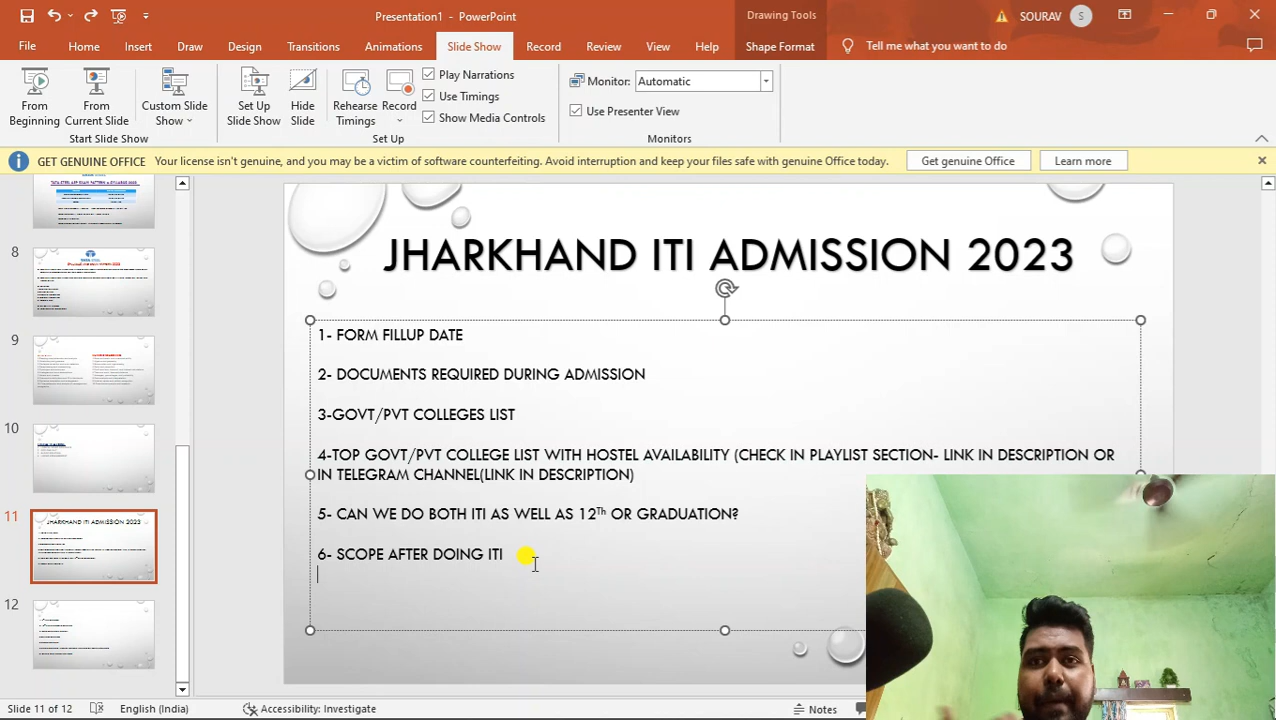 Presentation1 - PowerPoint
Drawing Tools
SOURAV
S
File
Home
Insert
Draw
Design
Transitions
Animations
Slide Show
Record
Review
View
Help
Shape Format
Tell me what you want to do
From Beginning
From Current Slide
Custom Slide Show
Set Up Slide Show
Hide Slide
Rehearse Timings
Record
Play Narrations
Use Timings
Show Media Controls
Monitor:
Automatic
Use Presenter View
Start Slide Show
Set Up
Monitors
GET GENUINE OFFICE
Your license isn't genuine, and you may be a victim of software counterfeiting. Avoid interruption and keep your files safe with genuine Office today.
Get genuine Office
Learn more
8
9
10
11
12
JHARKHAND ITI ADMISSION 2023
JHARKHAND ITI ADMISSION 2023
1- FORM FILLUP DATE
2- DOCUMENTS REQUIRED DURING ADMISSION
3-GOVT/PVT COLLEGES LIST
4-TOP GOVT/PVT COLLEGE LIST WITH HOSTEL AVAILABILITY (CHECK IN PLAYLIST SECTION- LINK IN DESCRIPTION OR
IN TELEGRAM CHANNEL(LINK IN DESCRIPTION)
5- CAN WE DO BOTH ITI AS WELL AS 12Th OR GRADUATION?
6- SCOPE AFTER DOING ITI
Slide 11 of 12
English (India)
Accessibility: Investigate
Notes